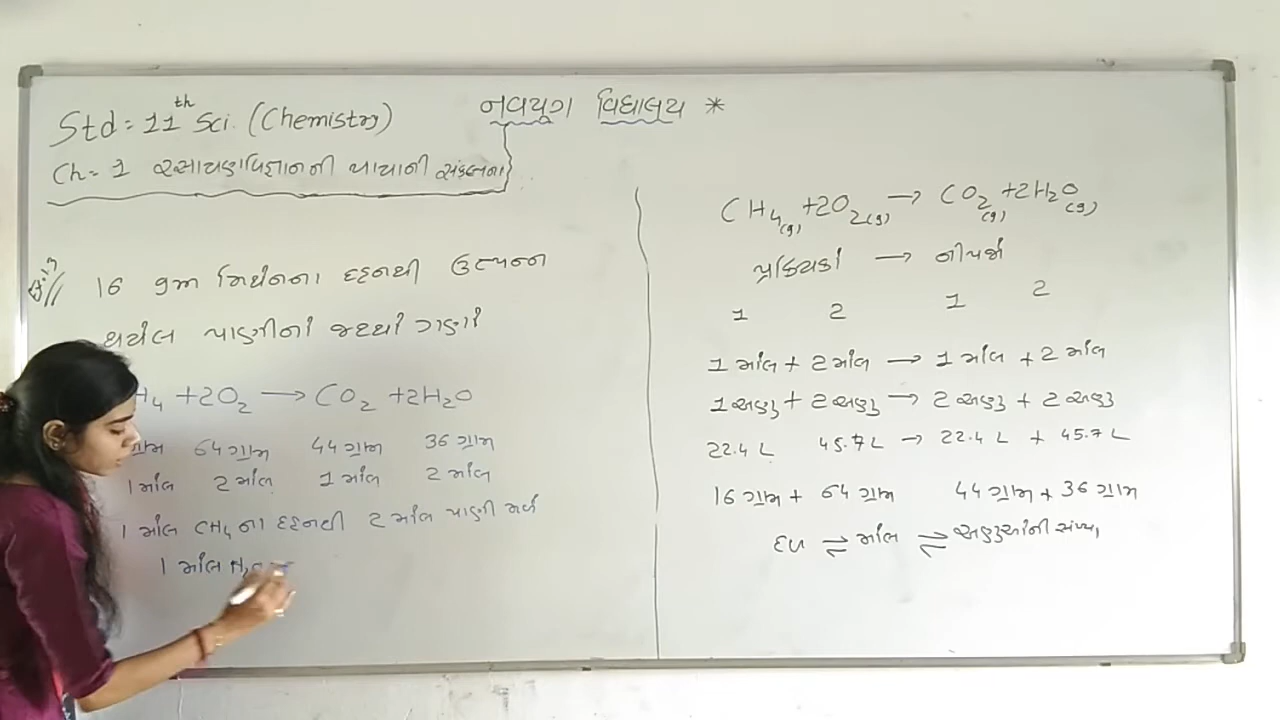 Std = 11th Sci. (Chemistry)
નવયુગ વિદ્યાલય *
Ch = 1 રસાયણવિજ્ઞાનની પાયાની સંકલ્પના
16 ગ્રામ મિથેનના દહનથી ઉત્પન્ન
થયેલ પાણીનો જથ્થો ગણો
H4 + 2O2 → CO2 + 2H2O
ગ્રામ 64 ગ્રામ 44 ગ્રામ 36 ગ્રામ
1 મોલ 2 મોલ 1 મોલ 2 મોલ
1 મોલ CH4 ના દહનથી 2 મોલ પાણી મળે
1 મોલ H2O =
CH4(g) + 2O2(g) → CO2(g) + 2H2O(g)
પ્રક્રિયકો → નીપજો
1 2 1 2
1 મોલ + 2 મોલ → 1 મોલ + 2 મોલ
1 અણુ + 2 અણુ → 2 અણુ + 2 અણુ
22.4 L 45.7 L → 22.4 L + 45.7 L
16 ગ્રામ + 64 ગ્રામ 44 ગ્રામ + 36 ગ્રામ
દળ ⇌ મોલ ⇌ અણુઓની સંખ્યા